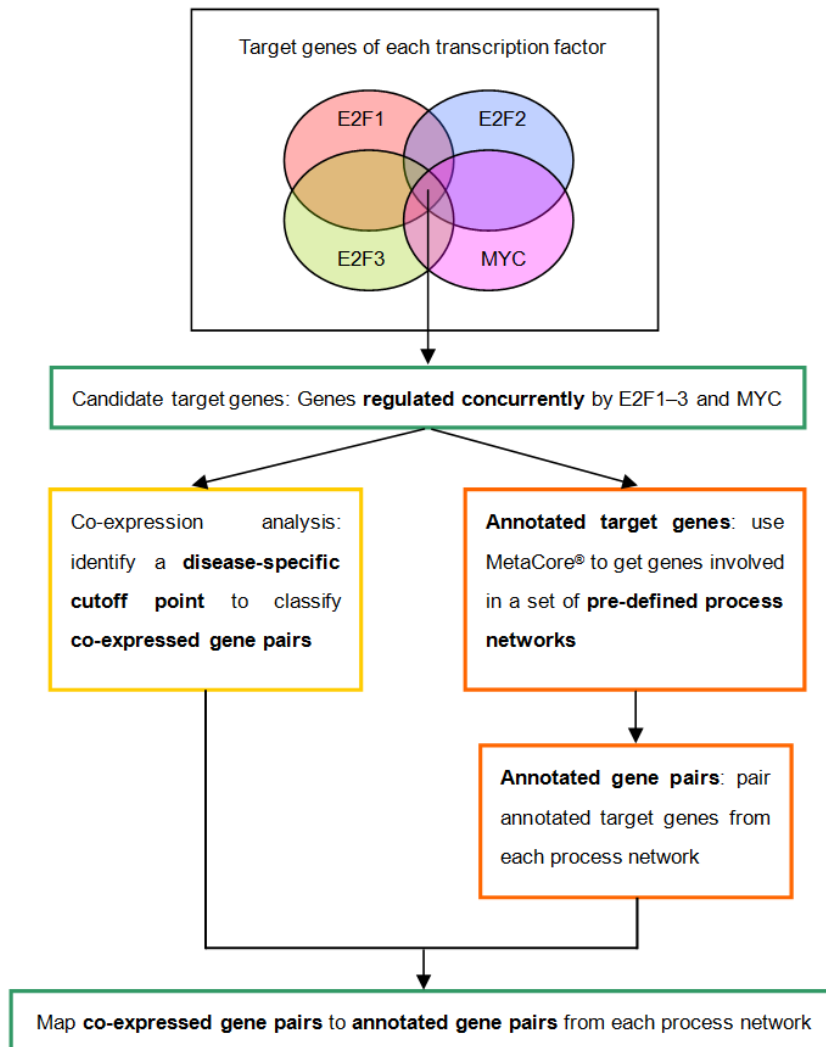 Target genes of each transcription factor
E2F1
E2F2
E2F3
MYC
Candidate target genes: Genes regulated concurrently by E2F1–3 and MYC
Co-expression analysis:
identify a disease-specific
cutoff point to classify
co-expressed gene pairs
Annotated target genes: use
MetaCore® to get genes involved
in a set of pre-defined process
networks
Annotated gene pairs: pair
annotated target genes from
each process network
Map co-expressed gene pairs to annotated gene pairs from each process network